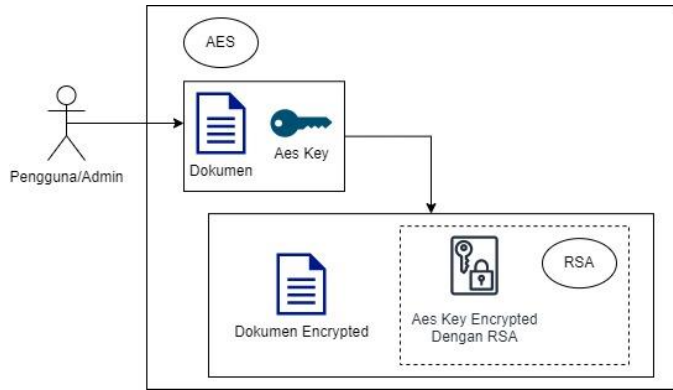 AES
Dokumen
Aes Key
Pengguna/Admin
RSA
Dokumen Encrypted
Aes Key Encrypted
Dengan RSA